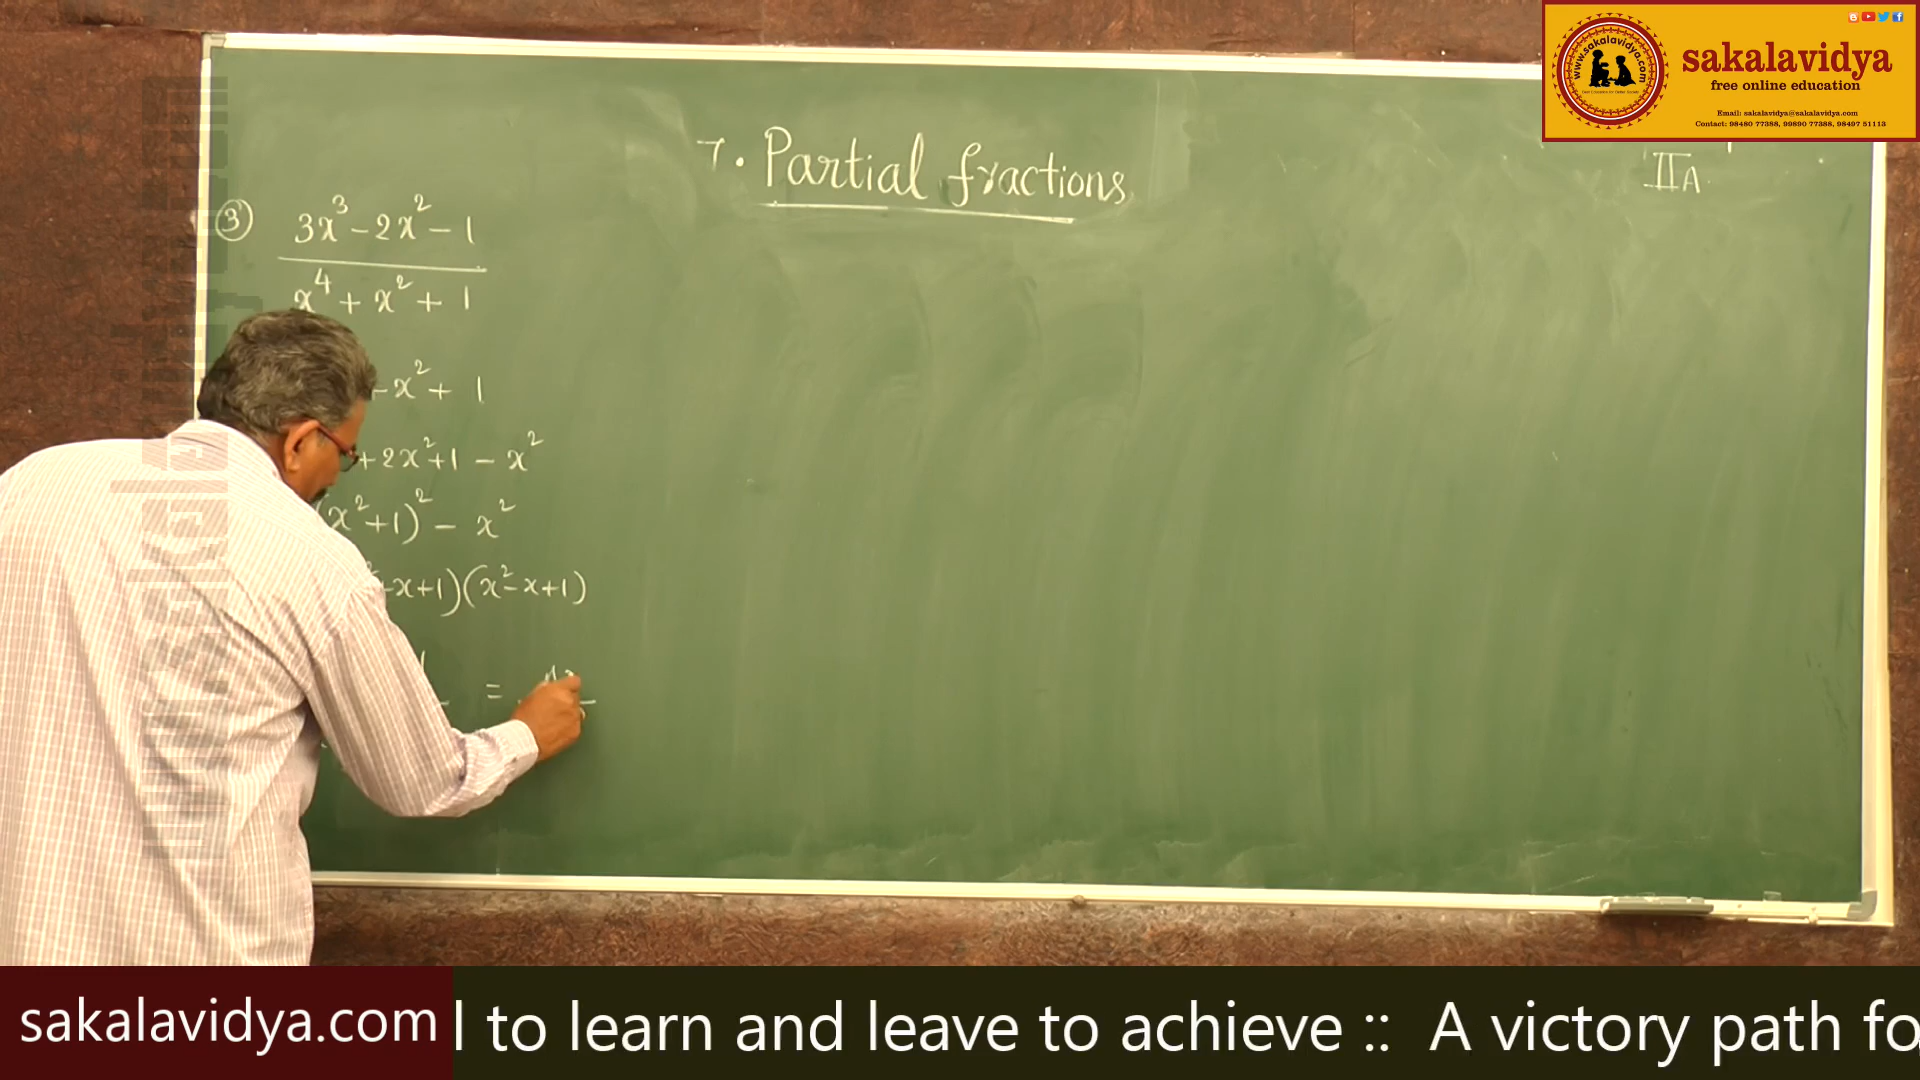 www.sakalavidya.com
sakalavidya
free online education
Email: sakalavidya@sakalavidya.com
Contact: 98480 77388, 99890 77388, 98497 51113
IIA
7. Partial fractions
③ 3x³ - 2x² - 1
x⁴ + x² + 1
- x² + 1
+ 2x² + 1 - x²
(x² + 1)² - x²
x + 1)(x² - x + 1)
=
sakalavidya.com
l to learn and leave to achieve :: A victory path fo